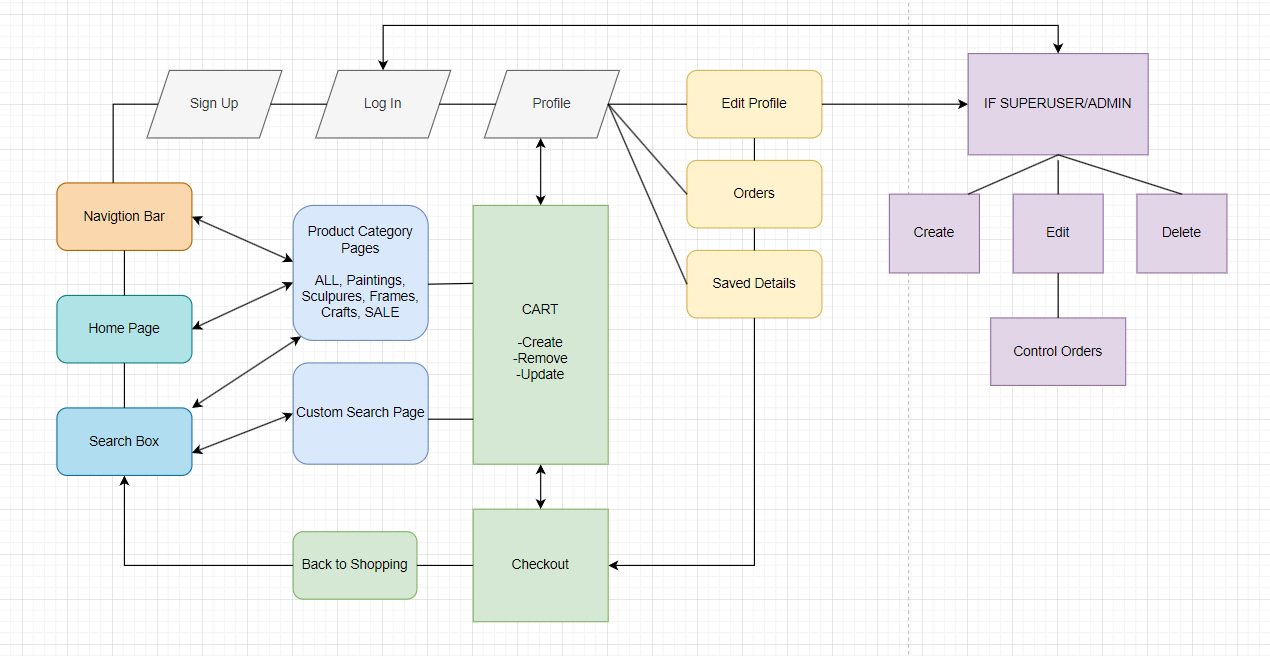 Sign Up
Log In
Profile
Edit Profile
IF SUPERUSER/ADMIN
Navigtion Bar
Product Category
Pages
ALL, Paintings,
Sculpures, Frames,
Crafts, SALE
Orders
Create
Edit
Delete
Home Page
CART
-Create
-Remove
-Update
Saved Details
Control Orders
Search Box
Custom Search Page
Back to Shopping
Checkout